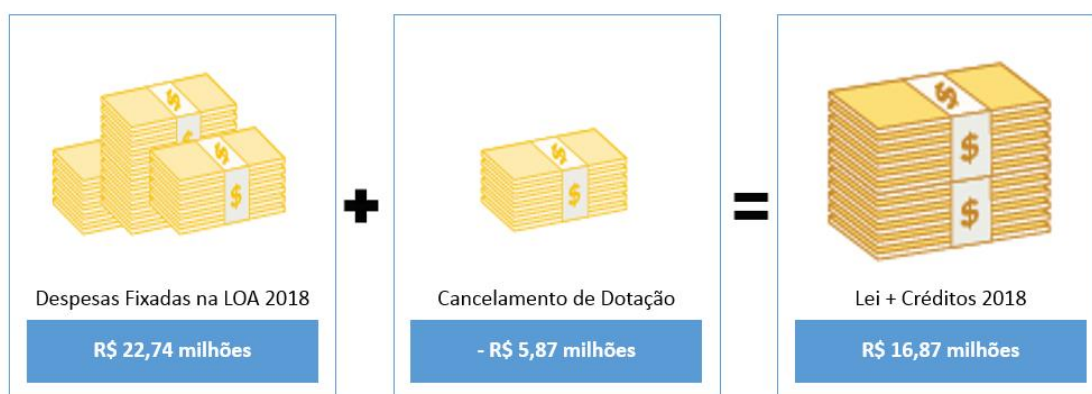 Despesas Fixadas na LOA 2018
R$ 22,74 milhões
+
Cancelamento de Dotação
- R$ 5,87 milhões
=
Lei + Créditos 2018
R$ 16,87 milhões